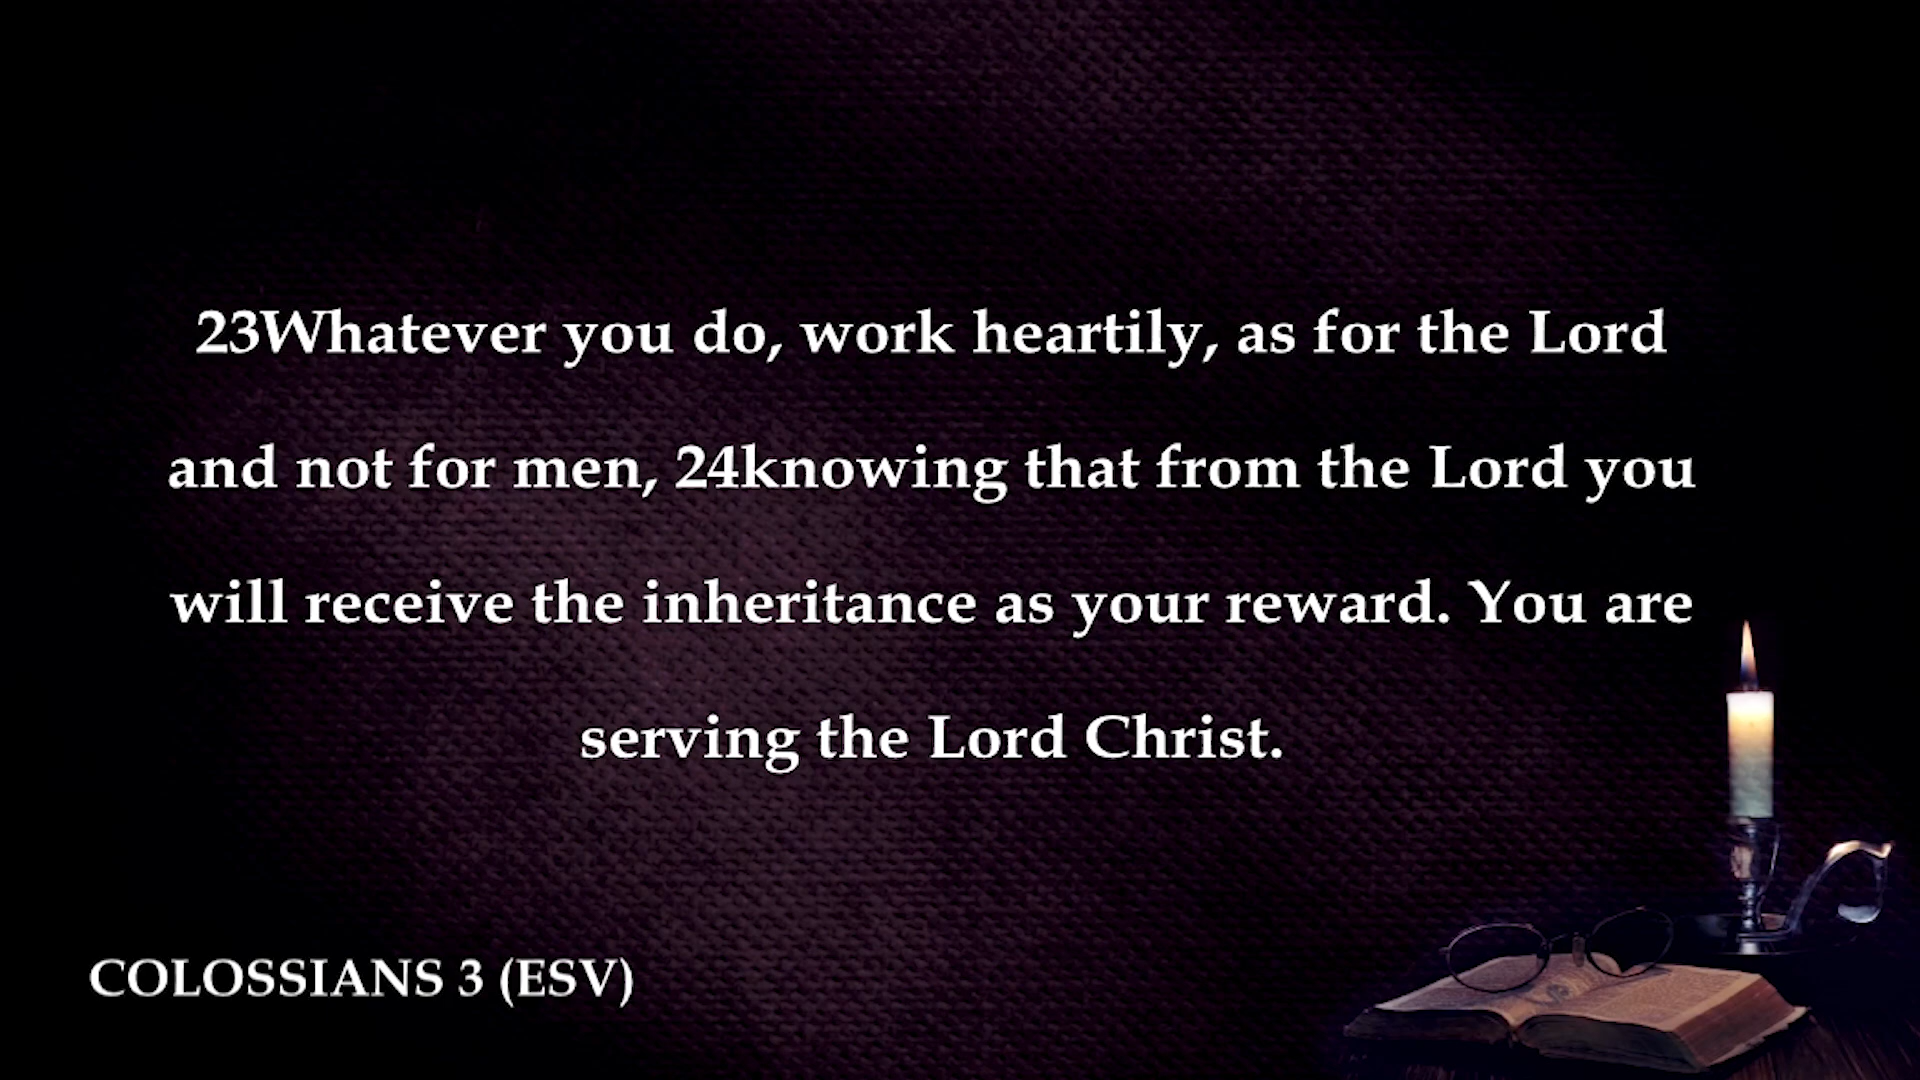 23Whatever you do, work heartily, as for the Lord
and not for men, 24knowing that from the Lord you
will receive the inheritance as your reward. You are
serving the Lord Christ.
COLOSSIANS 3 (ESV)